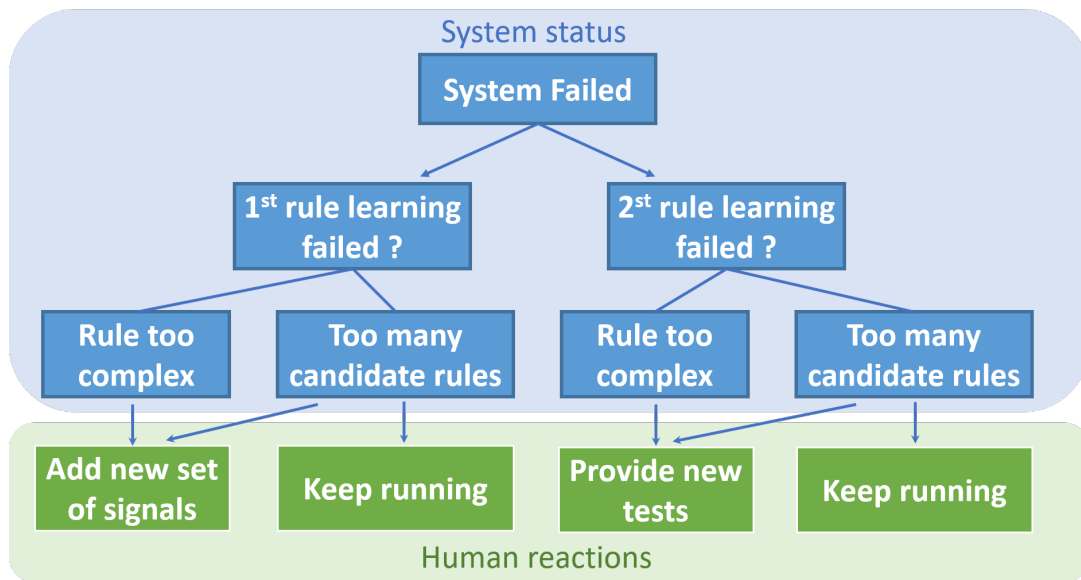 System status
System Failed
1st rule learning
failed ?
2st rule learning
failed ?
Rule too
complex
Too many
candidate rules
Rule too
complex
Too many
candidate rules
Add new set
of signals
Keep running
Provide new
tests
Keep running
Human reactions